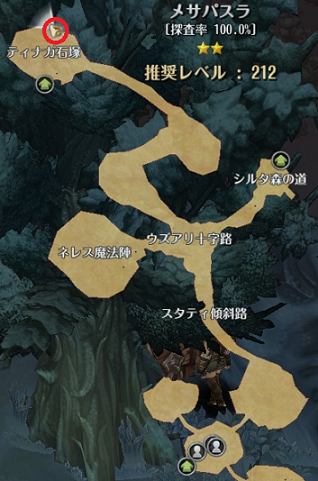 メサパスラ
[探査率 100.0%]
推奨レベル : 212
ティナカ石塚
シルタ森の道
ウズアリ十字路
ネレス魔法陣
スタティ傾斜路